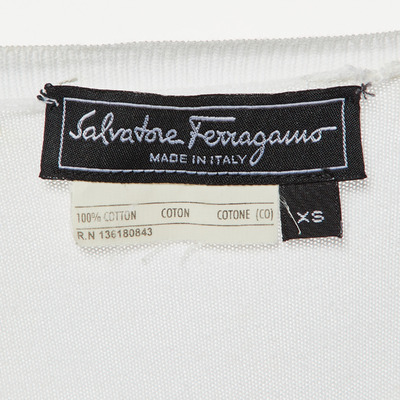 Salvatore Ferragamo
MADE IN ITALY
100% COTTON COTON COTONE (CO)
R.N 136180843
XS